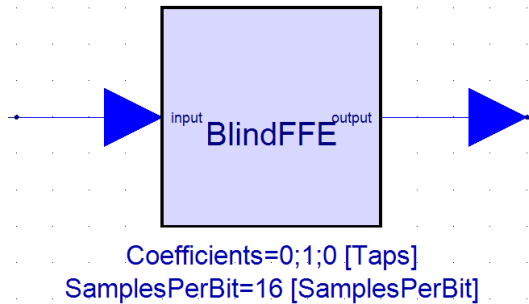 input
BlindFFE
output
Coefficients=0;1;0 [Taps]
SamplesPerBit=16 [SamplesPerBit]